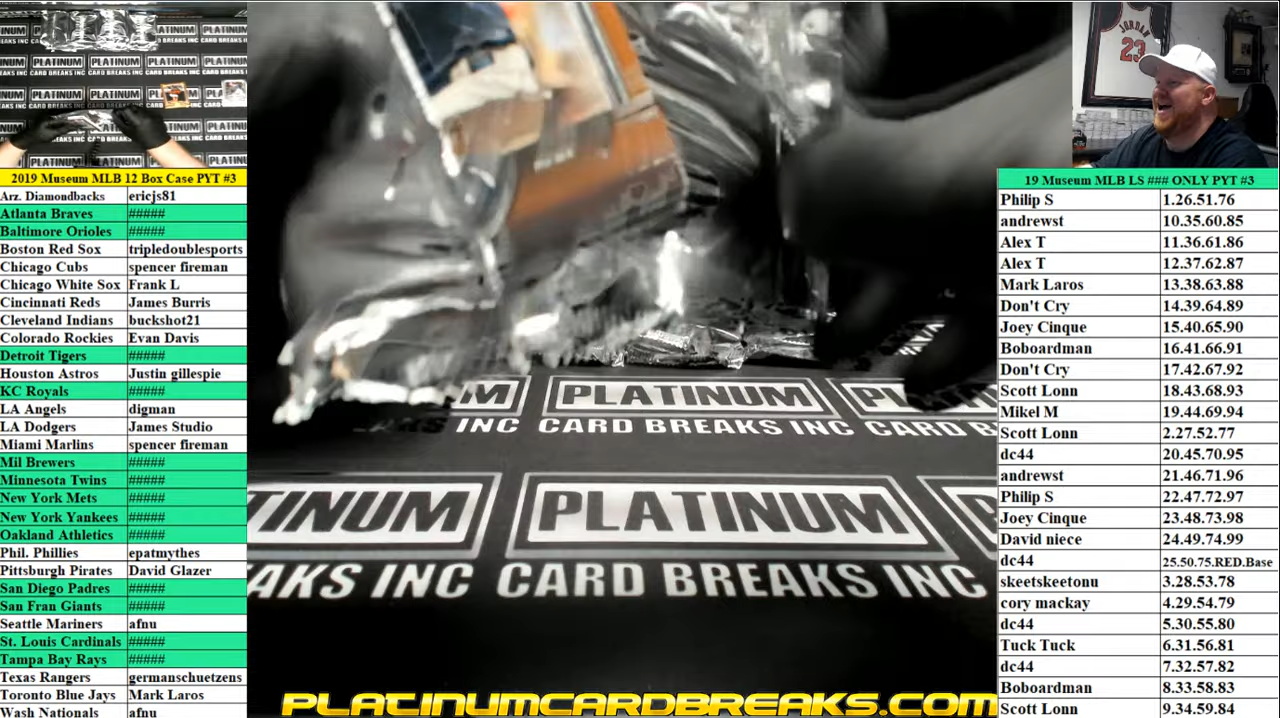 2019 Museum MLB 12 Box Case PYT #3
Arz. Diamondbacks ericjs81
Atlanta Braves #####
Baltimore Orioles #####
Boston Red Sox tripledoublesports
Chicago Cubs spencer fireman
Chicago White Sox Frank L
Cincinnati Reds James Burris
Cleveland Indians buckshot21
Colorado Rockies Evan Davis
Detroit Tigers #####
Houston Astros Justin gillespie
KC Royals #####
LA Angels digman
LA Dodgers James Studio
Miami Marlins spencer fireman
Mil Brewers #####
Minnesota Twins #####
New York Mets #####
New York Yankees #####
Oakland Athletics #####
Phil. Phillies epatmythes
Pittsburgh Pirates David Glazer
San Diego Padres #####
San Fran Giants #####
Seattle Mariners afnu
St. Louis Cardinals #####
Tampa Bay Rays #####
Texas Rangers germanschuetzens
Toronto Blue Jays Mark Laros
Wash Nationals afnu
PLATINUM
INC CARD BREAKS INC CARD B
TINUM PLATINUM
AKS INC CARD BREAKS INC
PLATINUMCARDBREAKS.COM
JORDAN
23
19 Museum MLB LS ### ONLY PYT #3
Philip S 1.26.51.76
andrewst 10.35.60.85
Alex T 11.36.61.86
Alex T 12.37.62.87
Mark Laros 13.38.63.88
Don't Cry 14.39.64.89
Joey Cinque 15.40.65.90
Boboardman 16.41.66.91
Don't Cry 17.42.67.92
Scott Lonn 18.43.68.93
Mikel M 19.44.69.94
Scott Lonn 2.27.52.77
dc44 20.45.70.95
andrewst 21.46.71.96
Philip S 22.47.72.97
Joey Cinque 23.48.73.98
David niece 24.49.74.99
dc44 25.50.75.RED.Base
skeetskeetonu 3.28.53.78
cory mackay 4.29.54.79
dc44 5.30.55.80
Tuck Tuck 6.31.56.81
dc44 7.32.57.82
Boboardman 8.33.58.83
Scott Lonn 9.34.59.84